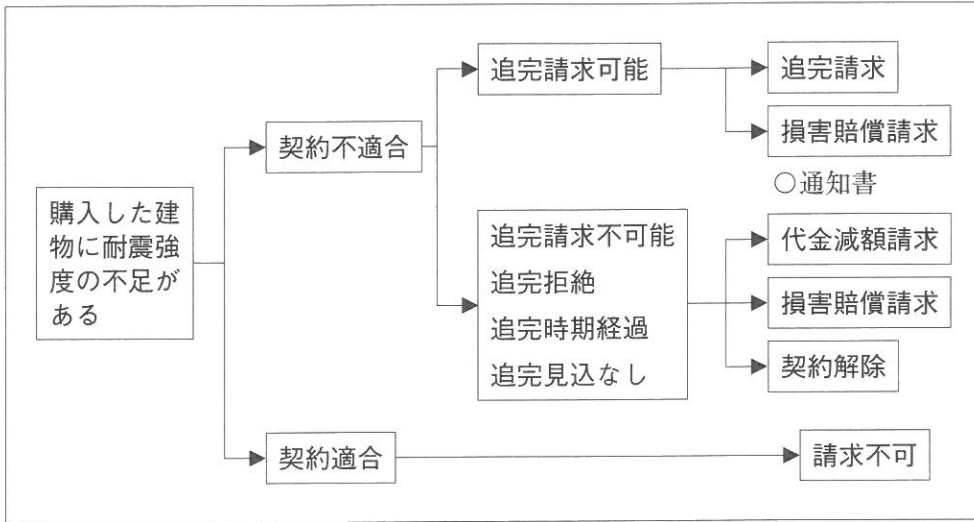 購入した建
物に耐震強
度の不足が
ある
契約不適合
追完請求可能
追完請求
損害賠償請求
○通知書
追完請求不可能
追完拒絶
追完時期経過
追完見込なし
代金減額請求
損害賠償請求
契約解除
契約適合
請求不可